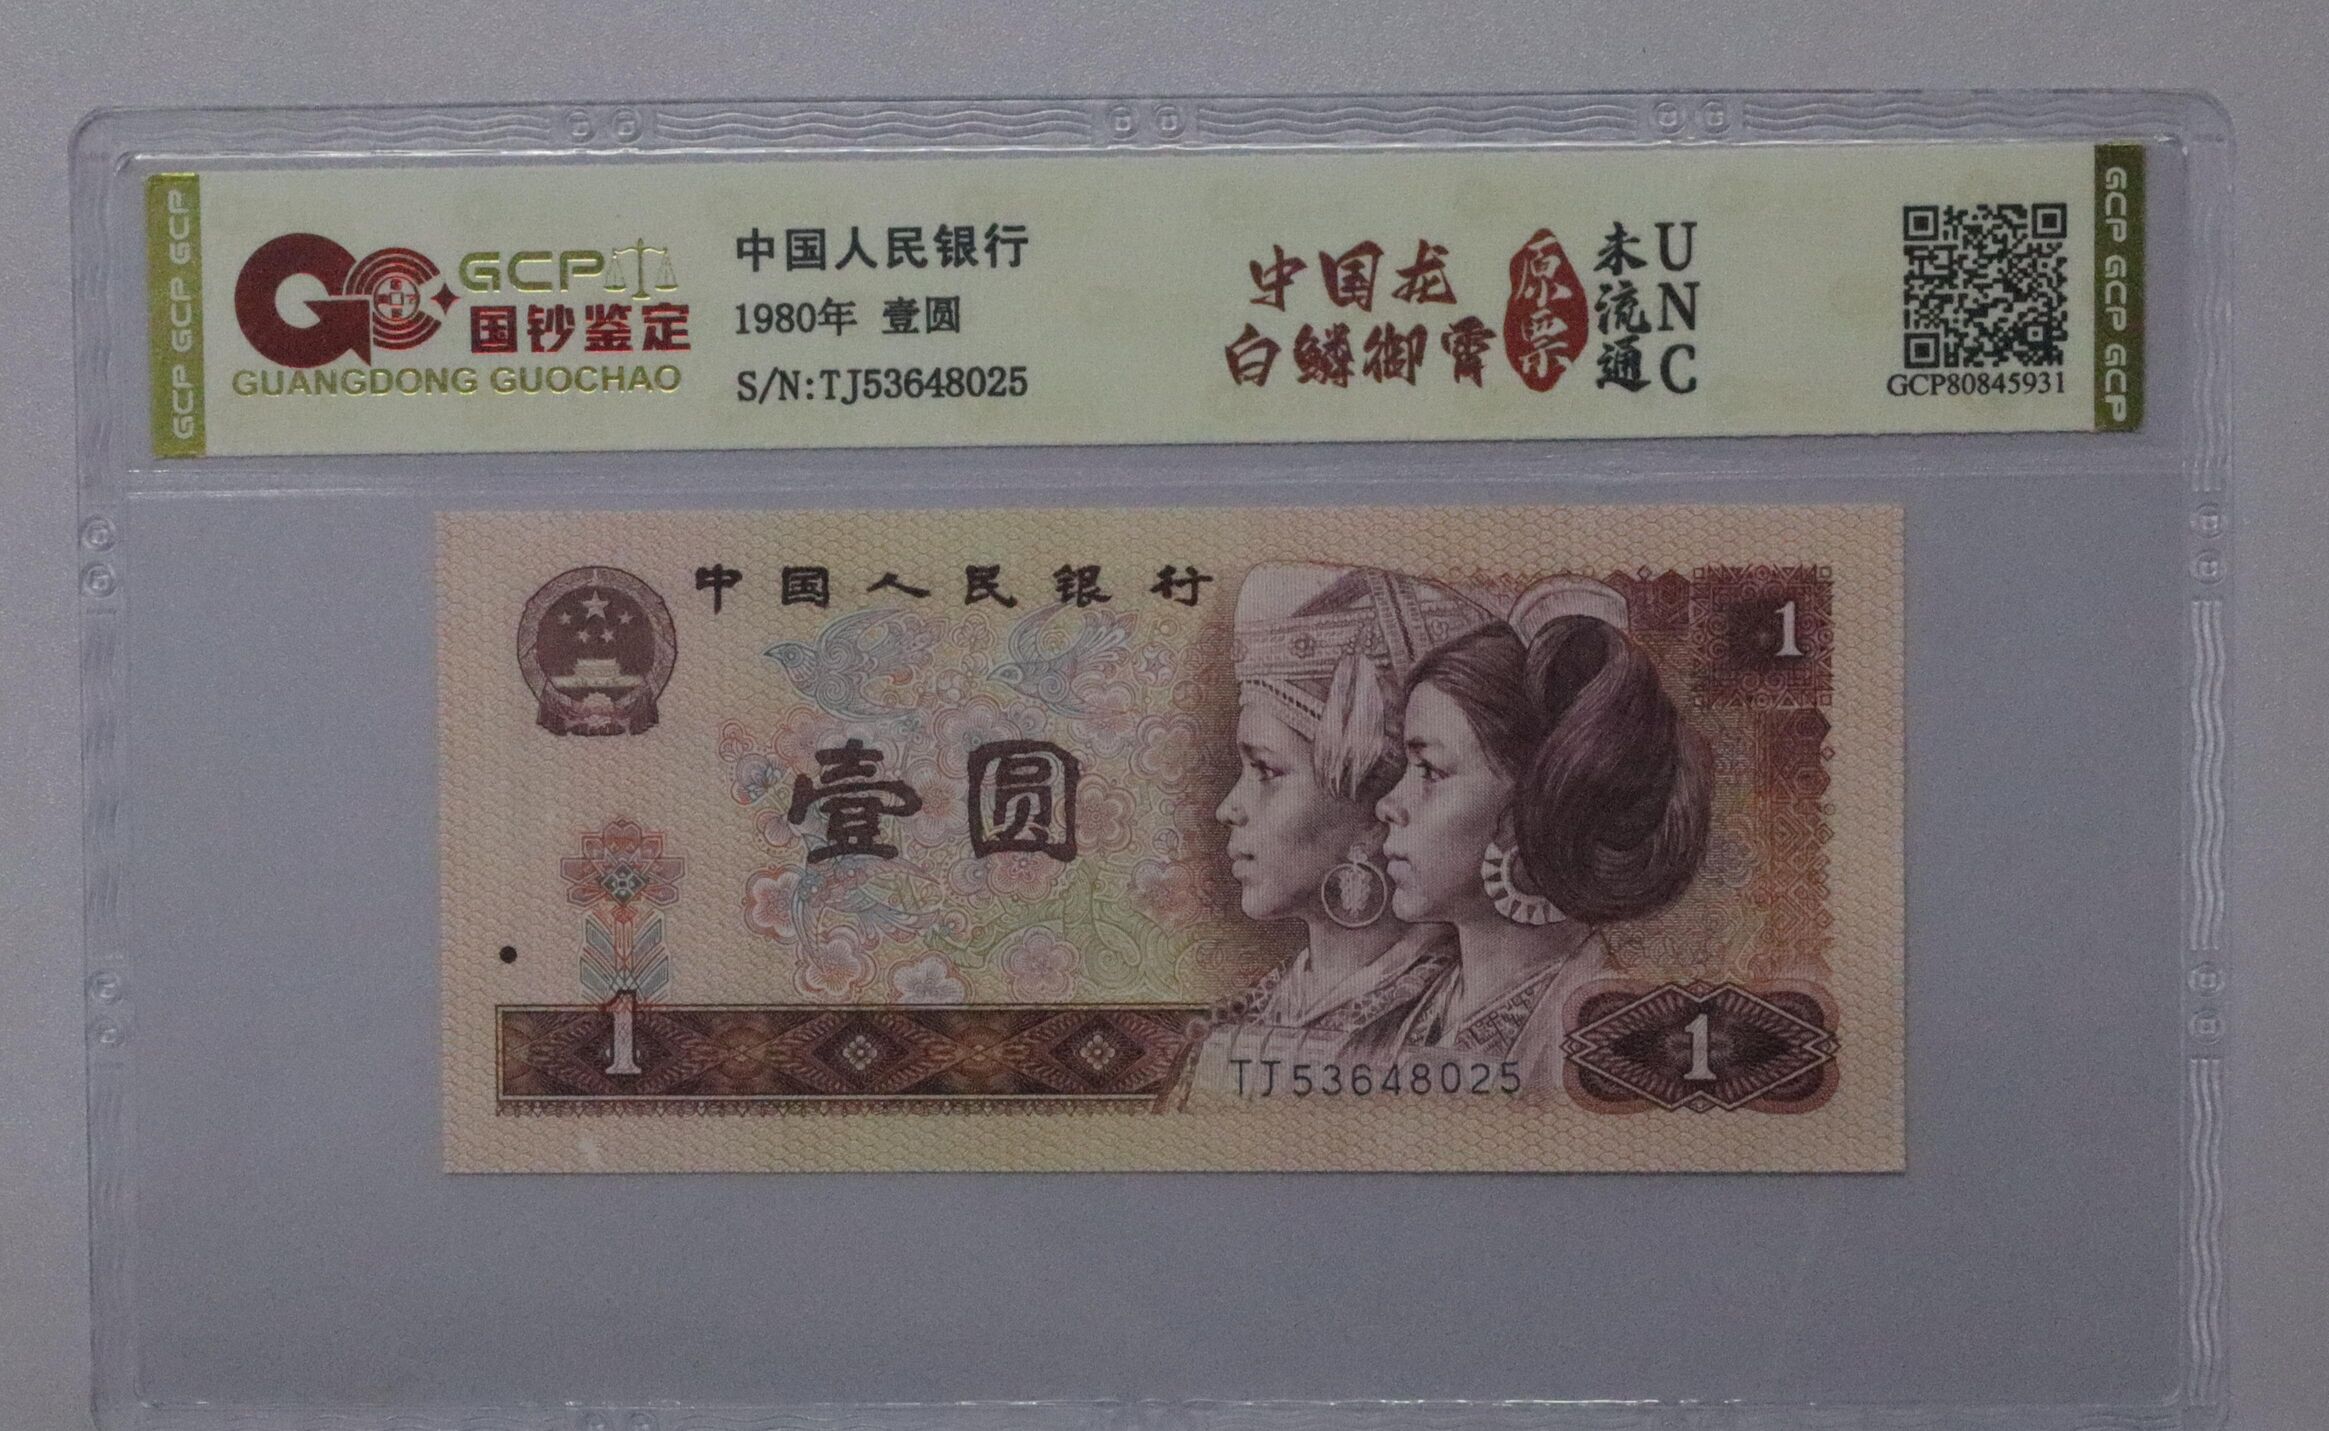 GCP GCP GCP
GCP
国钞鉴定
GUANGDONG GUOCHAO
中国人民银行
1980年 壹圆
S/N:TJ53648025
中国龙
白鳞御霄
原票
未流通
UNC
GCP80845931
GCP GCP GCP
中国人民银行
1
壹圆
1
1
TJ53648025